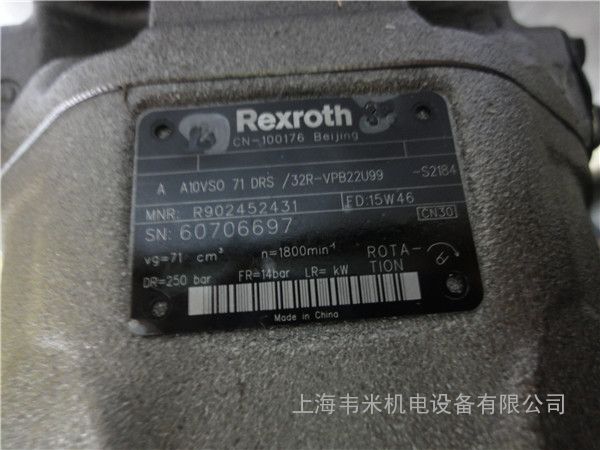 Rexroth
CN-100176 Beijing
A A10VSO 71 DRS /32R-VPB22U99 -S2184
MNR: R902452431 FD:15W46
SN: 60706697 CN30
vg=71 cm³ n=1800min⁻¹ ROTA-
DR=250 bar FR=14bar LR= kW TION
Made in China
上海韦米机电设备有限公司